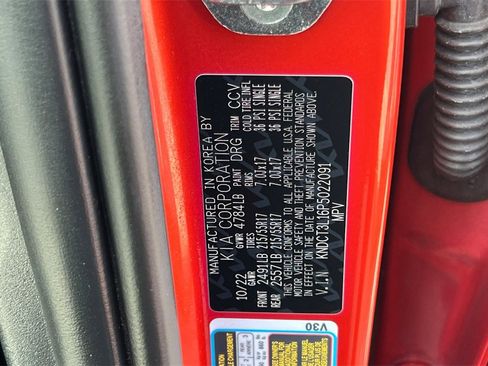 MANUFACTURED IN KOREA BY
KIA CORPORATION
10/22 GVWR 4784LB PAINT DRG TRIM CCV
GAWR TIRES RIMS COLD TIRE INFL
FRONT 2491LB 215/55R17 7.0Jx17 36 PSI SINGLE
REAR 2557LB 215/55R17 7.0Jx17 36 PSI SINGLE
THIS VEHICLE CONFORMS TO ALL APPLICABLE U.S.A. FEDERAL
MOTOR VEHICLE SAFETY AND THEFT PREVENTION STANDARDS
IN EFFECT ON THE DATE OF MANUFACTURE SHOWN ABOVE.
V.I.N. KNDCT3L16P5022091
MPV
V30